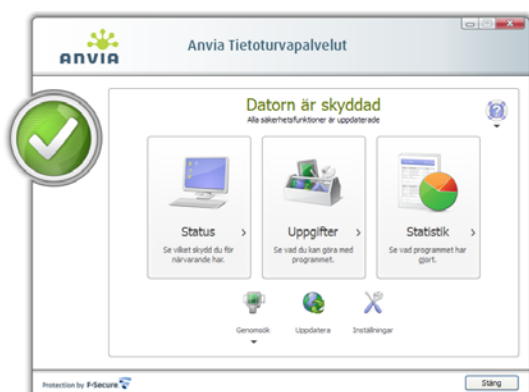 ANVIA
Anvia Tietoturvapalvelut
Datorn är skyddad
Alla säkerhetsfunktioner är uppdaterade
Status
Se vilket skydd du för
närvarande har.
Uppgifter
Se vad du kan göra med
programmet.
Statistik
Se vad programmet har
gjort.
Genomsök
Uppdatera
Inställningar
Protection by F-Secure
Stäng